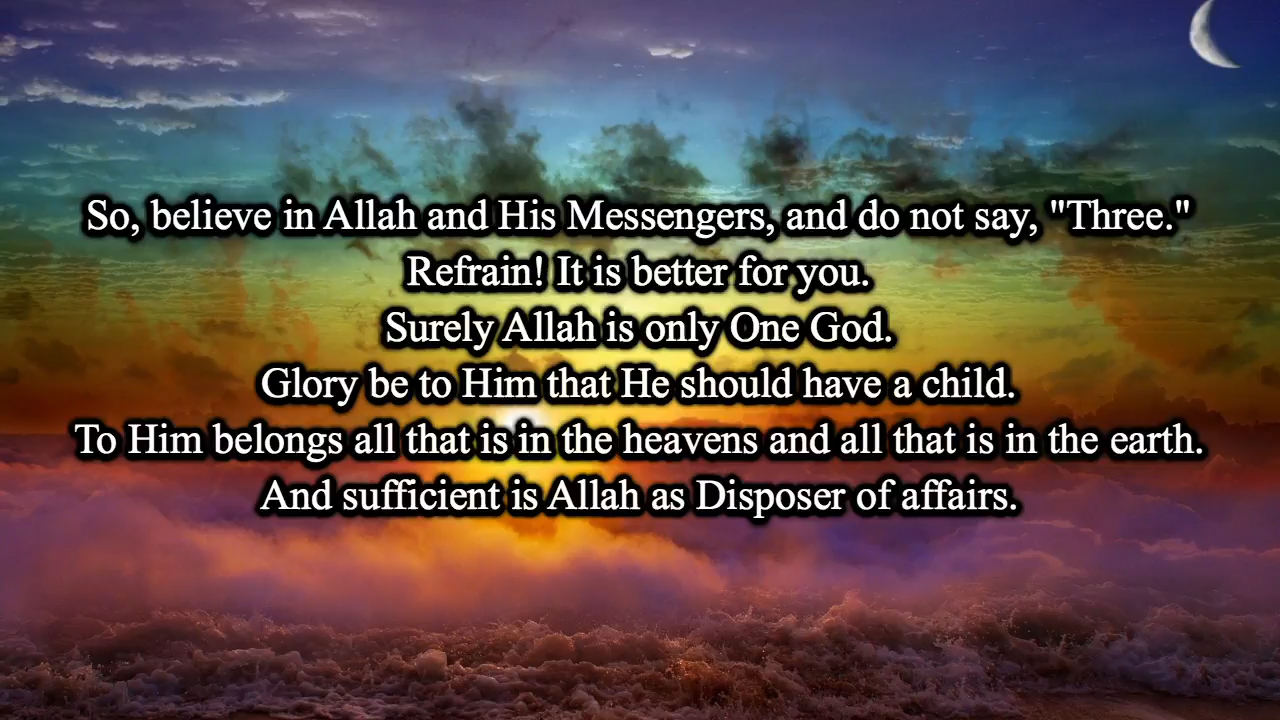 So, believe in Allah and His Messengers, and do not say, "Three."
Refrain! It is better for you.
Surely Allah is only One God.
Glory be to Him that He should have a child.
To Him belongs all that is in the heavens and all that is in the earth.
And sufficient is Allah as Disposer of affairs.